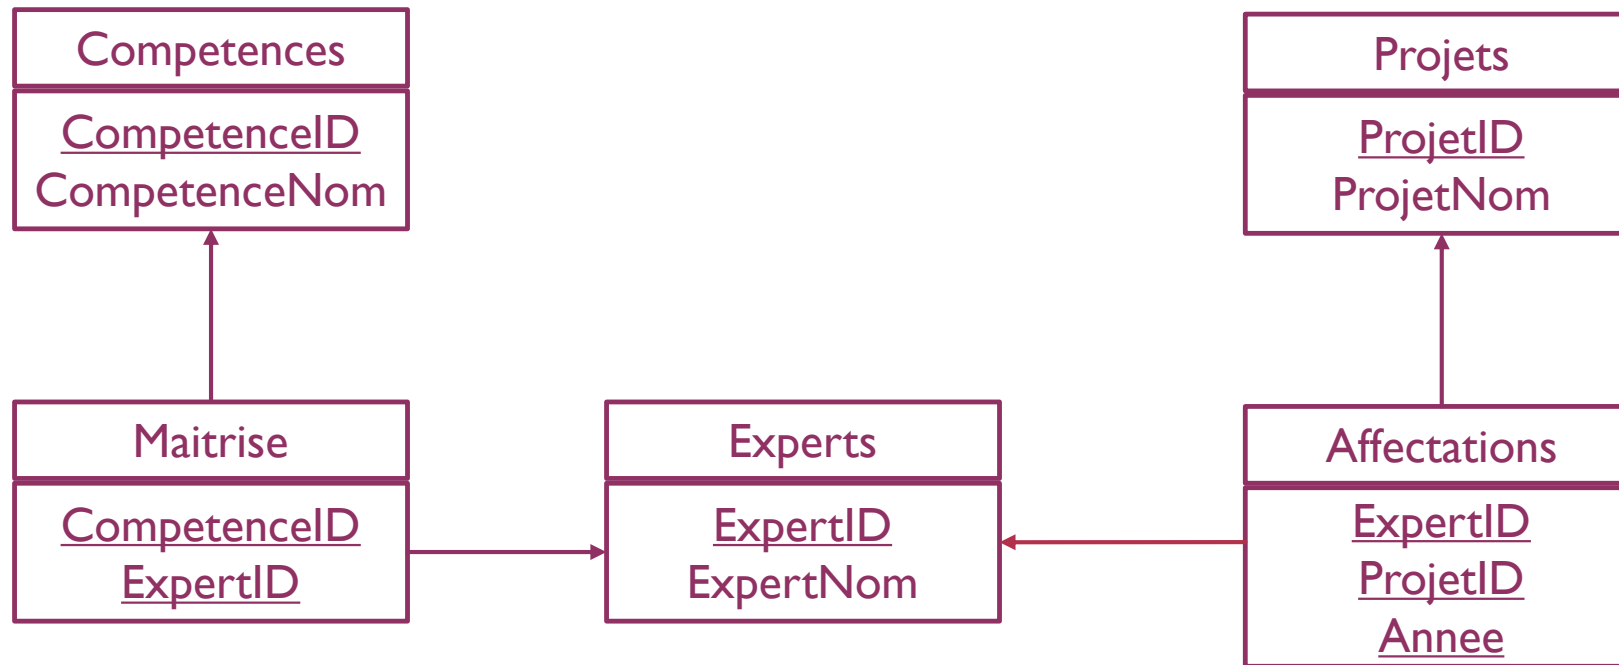 Competences
CompetenceID
CompetenceNom
Projets
ProjetID
ProjetNom
Maitrise
CompetenceID
ExpertID
Experts
ExpertID
ExpertNom
Affectations
ExpertID
ProjetID
Annee